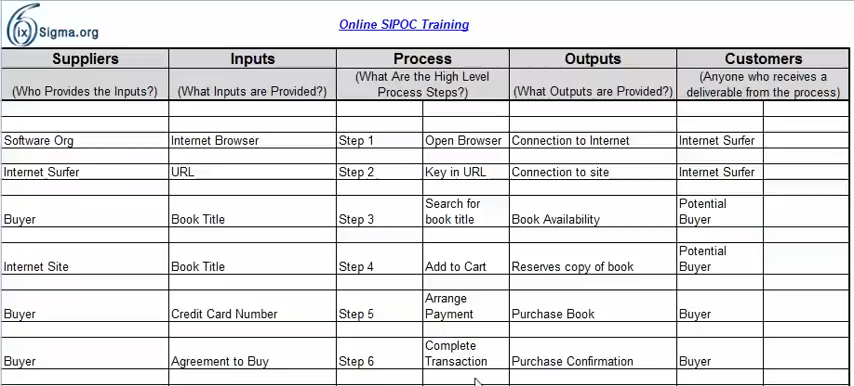 6ixSigma.org
Online SIPOC Training
Suppliers Inputs Process Outputs Customers
(Who Provides the Inputs?) (What Inputs are Provided?) (What Are the High Level Process Steps?) (What Outputs are Provided?) (Anyone who receives a deliverable from the process)
Software Org Internet Browser Step 1 Open Browser Connection to Internet Internet Surfer
Internet Surfer URL Step 2 Key in URL Connection to site Internet Surfer
Buyer Book Title Step 3 Search for book title Book Availability Potential Buyer
Internet Site Book Title Step 4 Add to Cart Reserves copy of book Potential Buyer
Buyer Credit Card Number Step 5 Arrange Payment Purchase Book Buyer
Buyer Agreement to Buy Step 6 Complete Transaction Purchase Confirmation Buyer